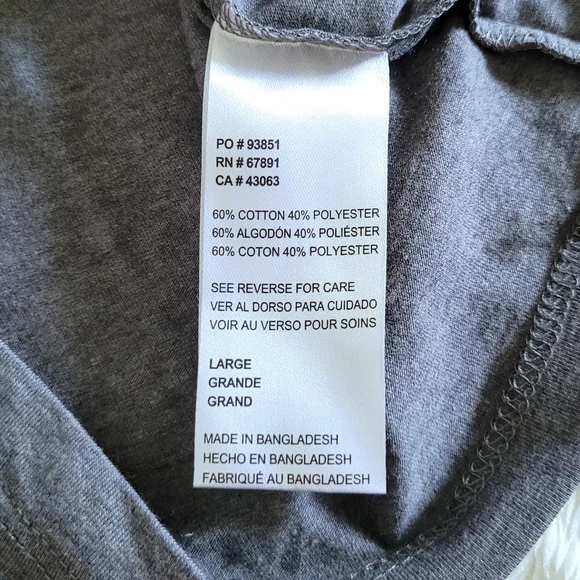 PO # 93851
RN # 67891
CA # 43063
60% COTTON 40% POLYESTER
60% ALGODÓN 40% POLIÉSTER
60% COTON 40% POLYESTER
SEE REVERSE FOR CARE
VER AL DORSO PARA CUIDADO
VOIR AU VERSO POUR SOINS
LARGE
GRANDE
GRAND
MADE IN BANGLADESH
HECHO EN BANGLADESH
FABRIQUÉ AU BANGLADESH